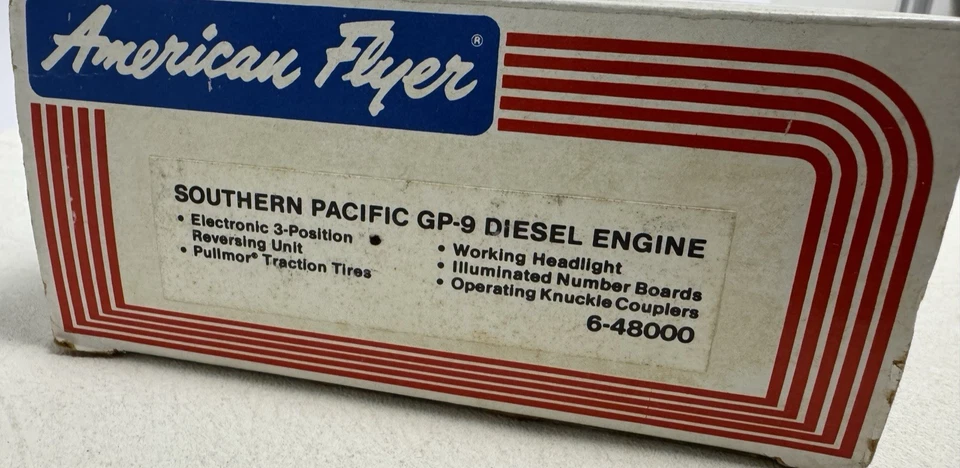 American Flyer®
SOUTHERN PACIFIC GP-9 DIESEL ENGINE
• Electronic 3-Position
Reversing Unit
• Pullmor® Traction Tires
• Working Headlight
• Illuminated Number Boards
• Operating Knuckle Couplers
6-48000